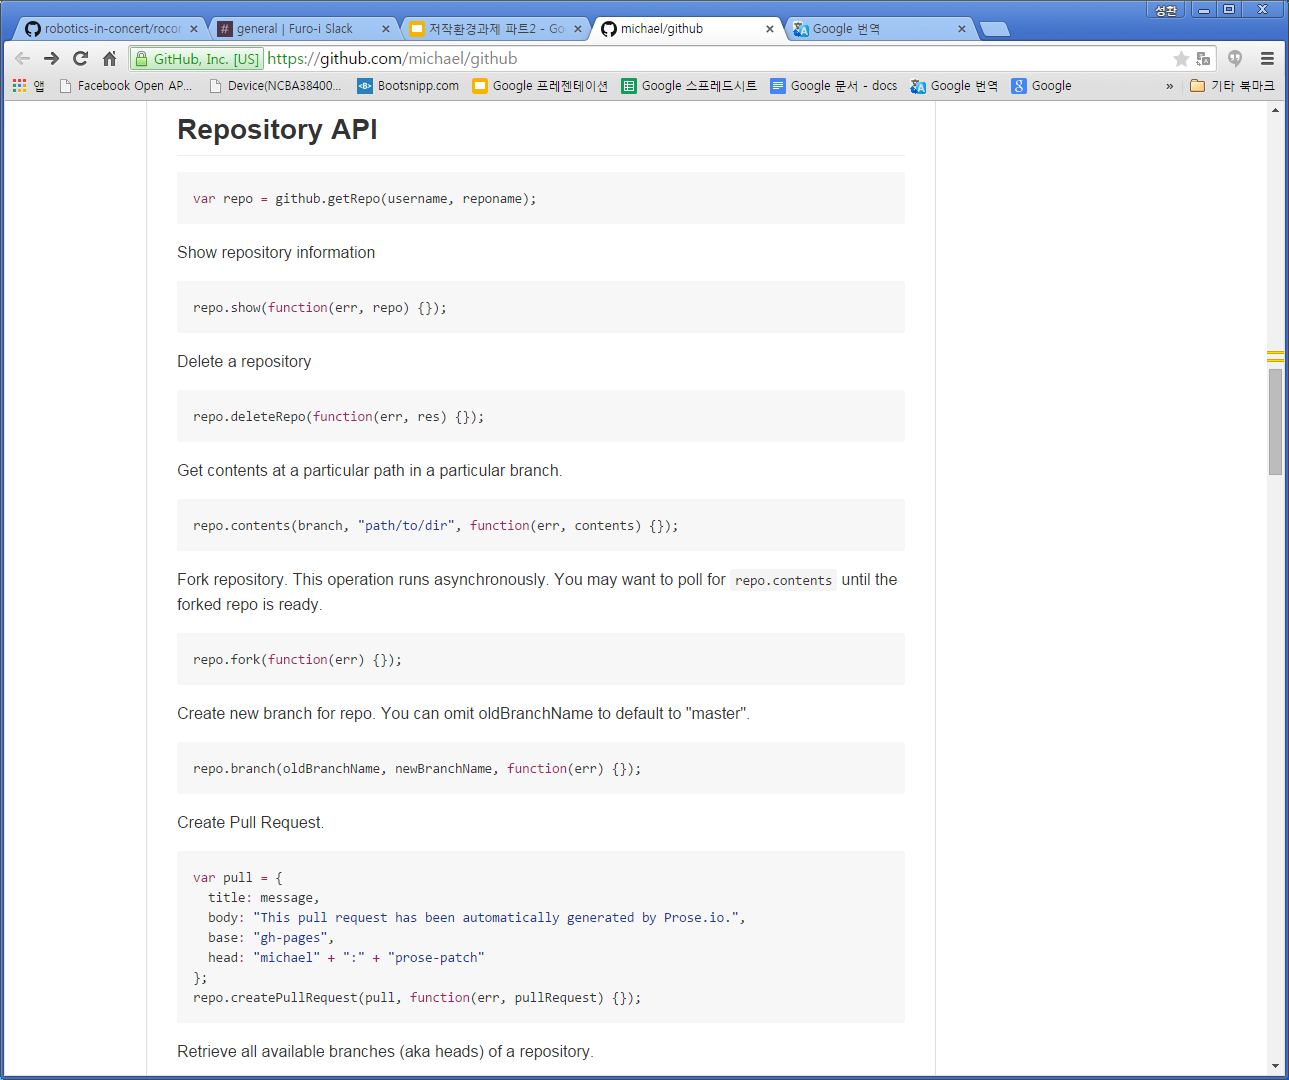 성환
robotics-in-concert/rocor
general | Furo-i Slack
저작환경과제 파트2 - Go
michael/github
Google 번역
GitHub, Inc. [US]
https://github.com/michael/github
앱
Facebook Open AP...
Device(NCBA38400...
Bootsnipp.com
Google 프레젠테이션
Google 스프레드시트
Google 문서 - docs
Google 번역
Google
»
기타 북마크
Repository API
var repo = github.getRepo(username, reponame);
Show repository information
repo.show(function(err, repo) {});
Delete a repository
repo.deleteRepo(function(err, res) {});
Get contents at a particular path in a particular branch.
repo.contents(branch, "path/to/dir", function(err, contents) {});
Fork repository. This operation runs asynchronously. You may want to poll for repo.contents until the
forked repo is ready.
repo.fork(function(err) {});
Create new branch for repo. You can omit oldBranchName to default to "master".
repo.branch(oldBranchName, newBranchName, function(err) {});
Create Pull Request.
var pull = {
  title: message,
  body: "This pull request has been automatically generated by Prose.io.",
  base: "gh-pages",
  head: "michael" + ":" + "prose-patch"
};
repo.createPullRequest(pull, function(err, pullRequest) {});
Retrieve all available branches (aka heads) of a repository.